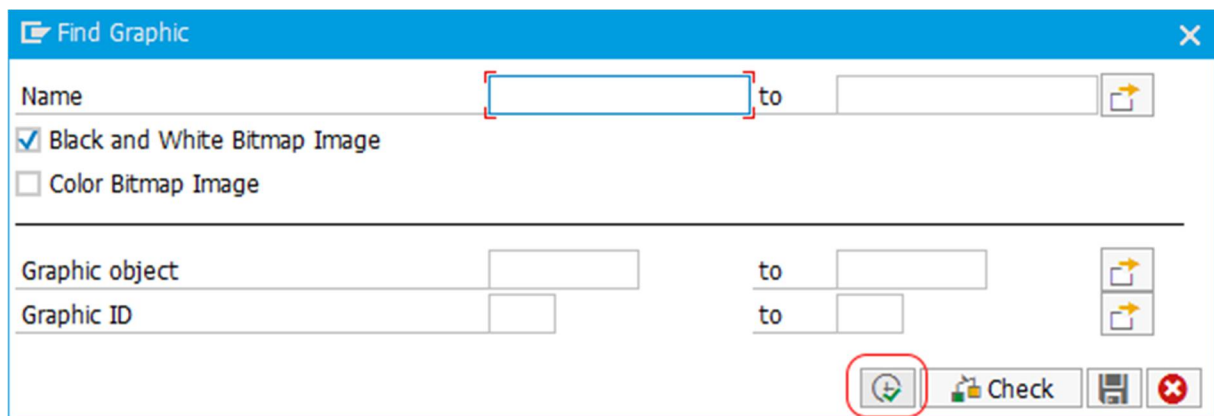 Find Graphic
Name to
Black and White Bitmap Image
Color Bitmap Image
Graphic object to
Graphic ID to
Check